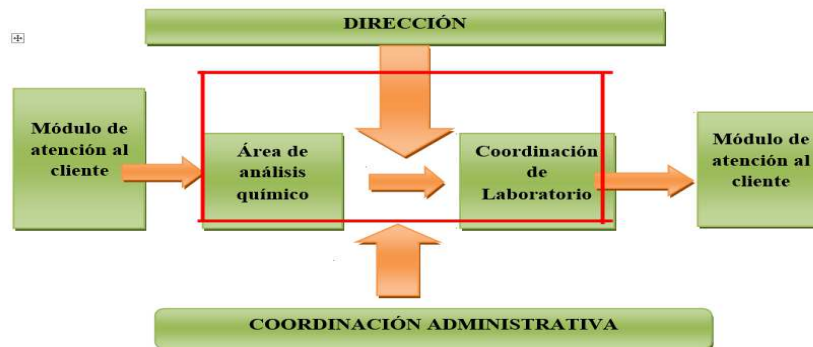 DIRECCIÓN
Módulo de
atención al
cliente
Área de
análisis
químico
Coordinación
de
Laboratorio
Módulo de
atención al
cliente
COORDINACIÓN ADMINISTRATIVA